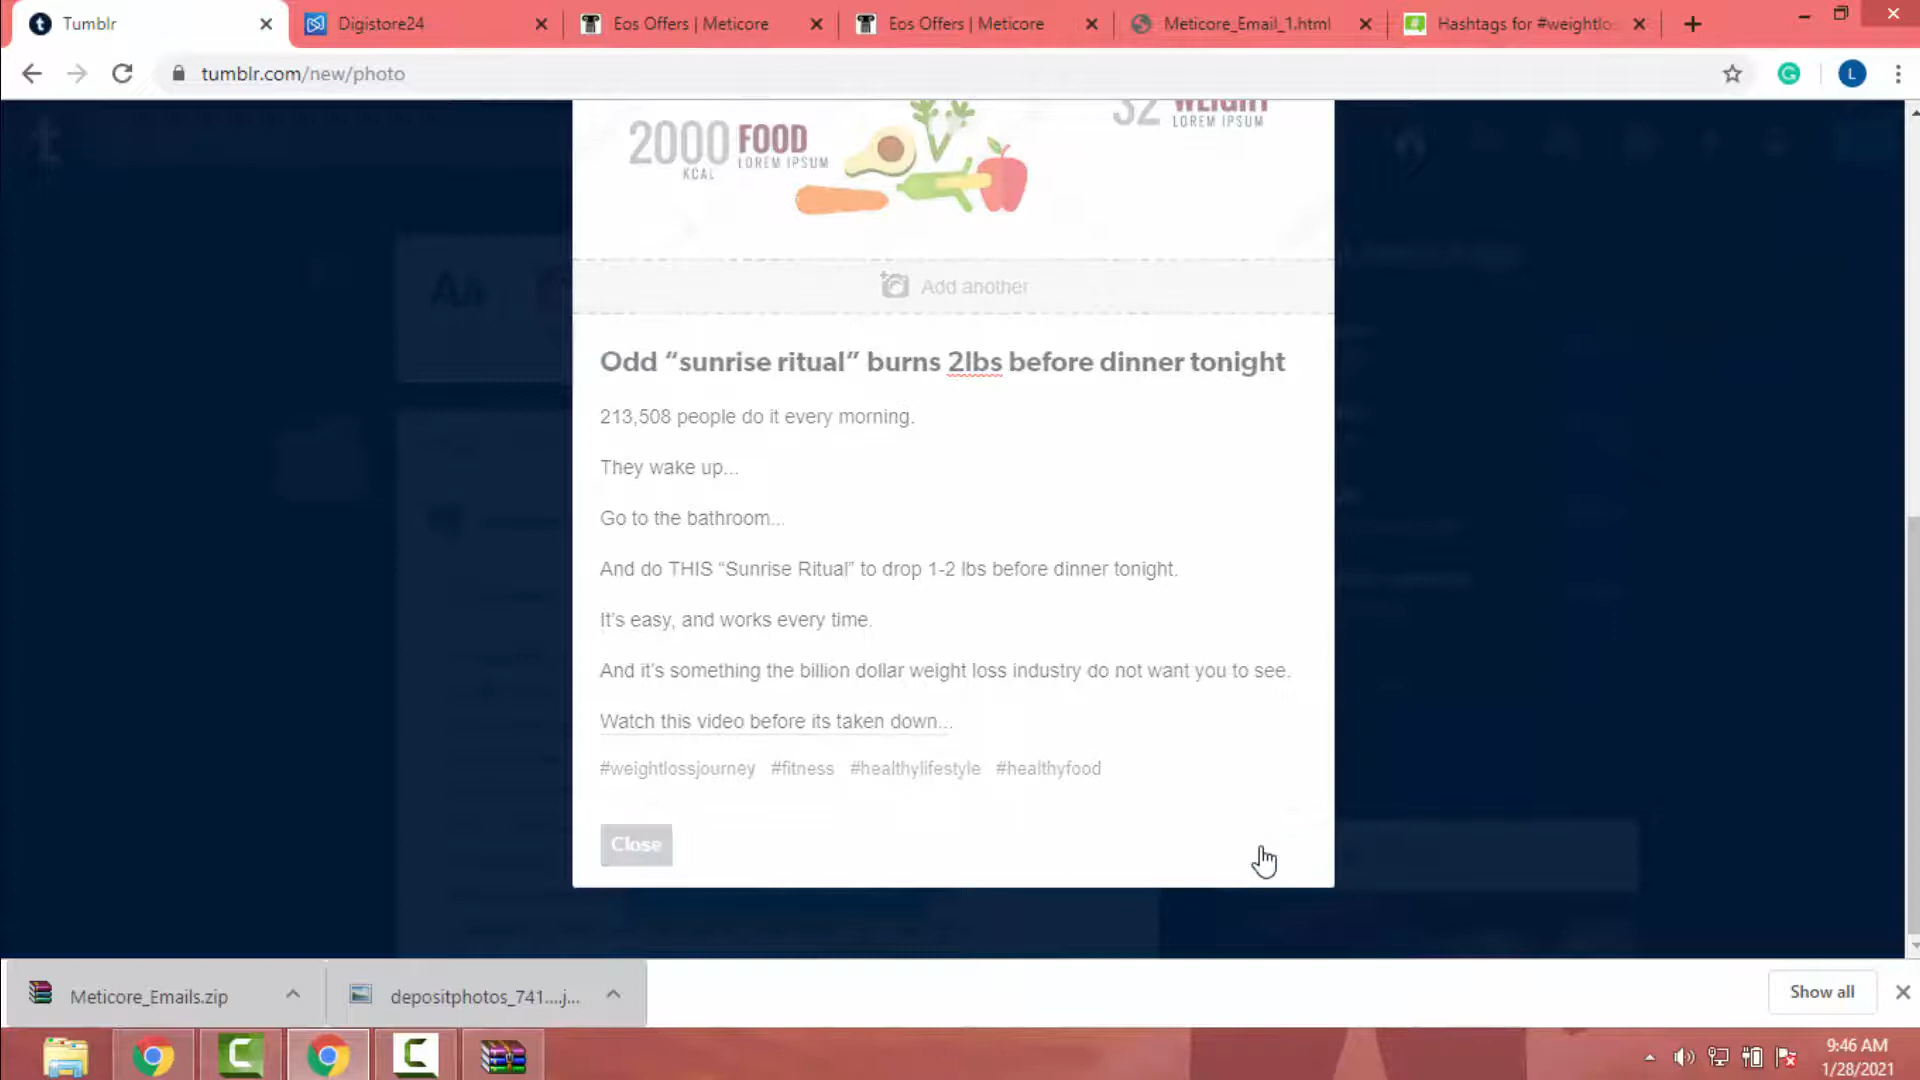 Tumblr
Digistore24
Eos Offers | Meticore
Eos Offers | Meticore
Meticore_Email_1.html
Hashtags for #weightlo
tumblr.com/new/photo
L
2000 FOOD
LOREM IPSUM
KCAL
32 WEIGHT
LOREM IPSUM
Aa
Add another
Odd “sunrise ritual” burns 2lbs before dinner tonight
213,508 people do it every morning.
They wake up...
Go to the bathroom...
And do THIS “Sunrise Ritual” to drop 1-2 lbs before dinner tonight.
It's easy, and works every time.
And it's something the billion dollar weight loss industry do not want you to see.
Watch this video before its taken down...
#weightlossjourney #fitness #healthylifestyle #healthyfood
Close
Meticore_Emails.zip
depositphotos_741....j...
Show all
9:46 AM
1/28/2021